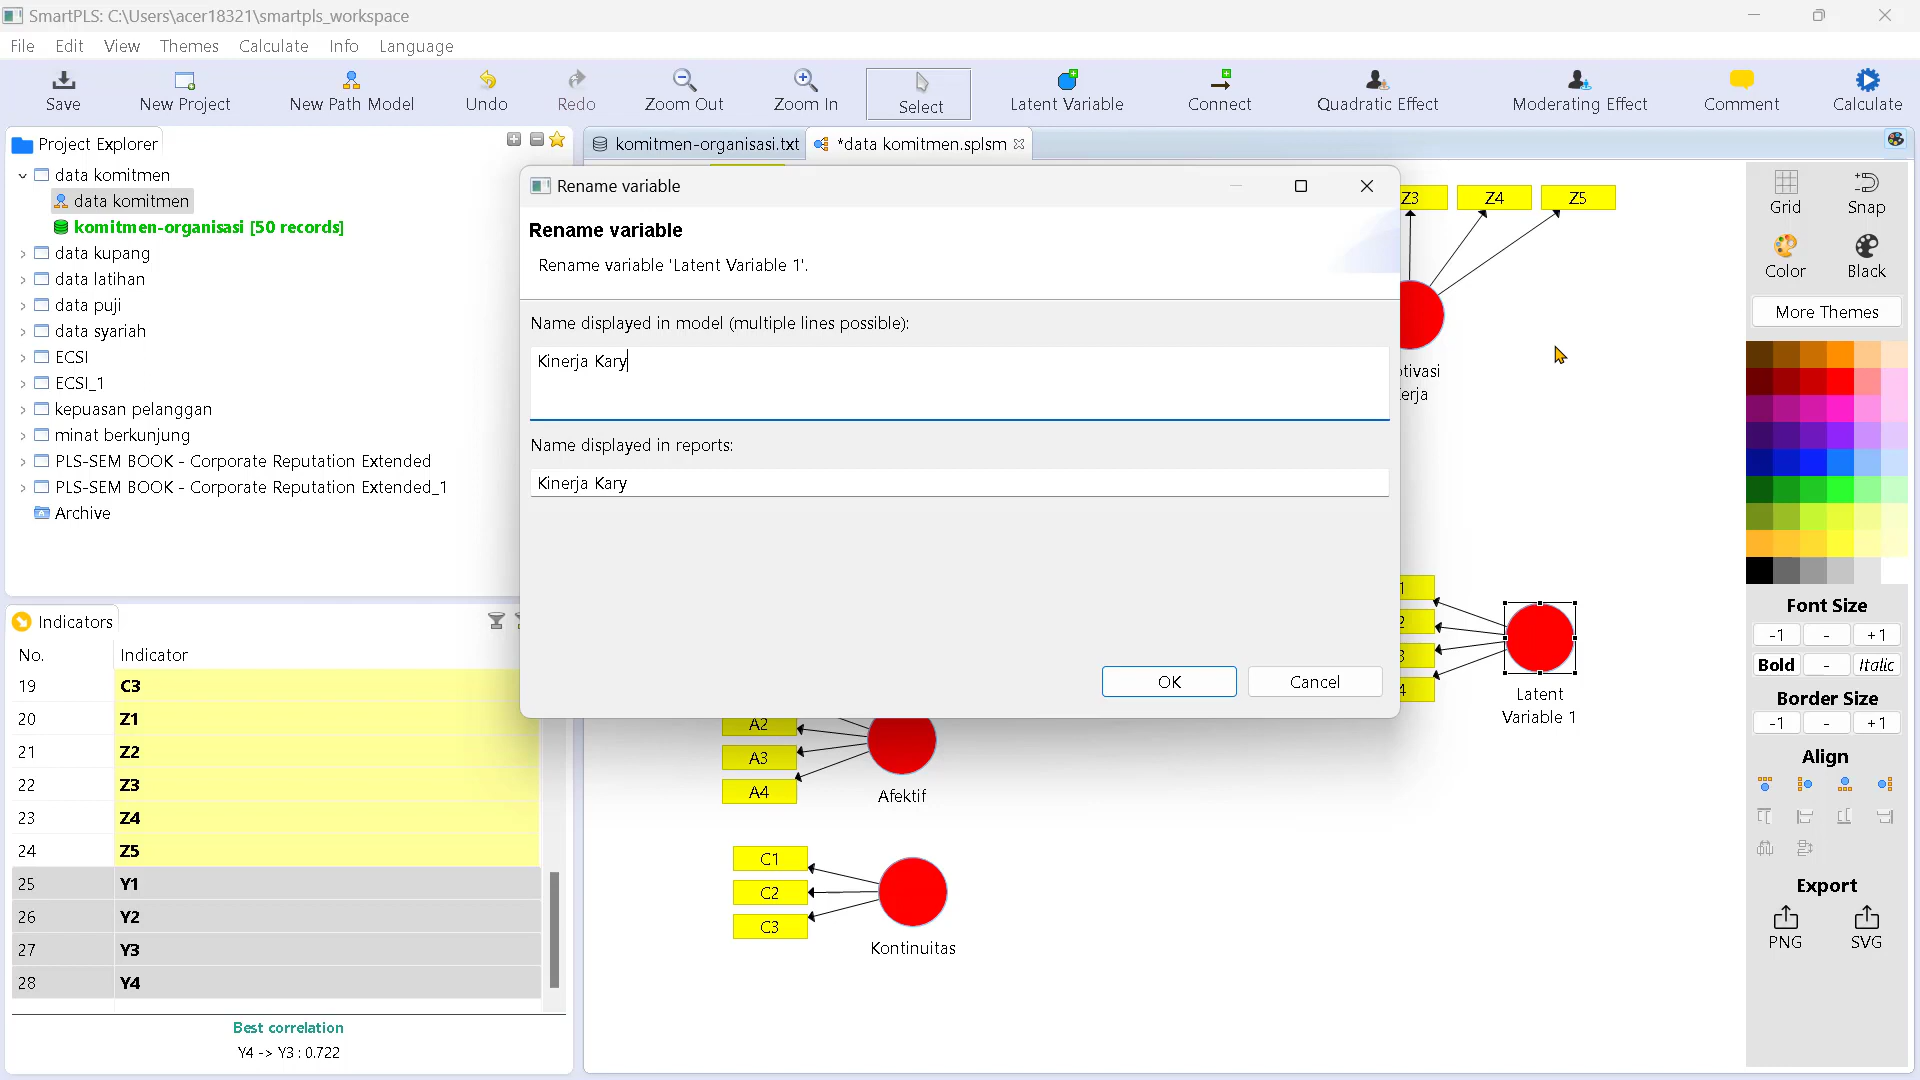 SmartPLS: C:\Users\acer18321\smartpls_workspace
File Edit View Themes Calculate Info Language
Save New Project New Path Model Undo Redo Zoom Out Zoom In Select Latent Variable Connect Quadratic Effect Moderating Effect Comment Calculate
Project Explorer
komitmen-organisasi.txt *data komitmen.splsm
data komitmen
data komitmen
komitmen-organisasi [50 records]
data kupang
data latihan
data puji
data syariah
ECSI
ECSI_1
kepuasan pelanggan
minat berkunjung
PLS-SEM BOOK - Corporate Reputation Extended
PLS-SEM BOOK - Corporate Reputation Extended_1
Archive
Indicators
No. Indicator
19 C3
20 Z1
21 Z2
22 Z3
23 Z4
24 Z5
25 Y1
26 Y2
27 Y3
28 Y4
Best correlation
Y4 -> Y3 : 0.722
Rename variable
Rename variable
Rename variable 'Latent Variable 1'.
Name displayed in model (multiple lines possible):
Kinerja Kary
Name displayed in reports:
Kinerja Kary
OK Cancel
Z3 Z4 Z5
tivasi
erja
1
2
3
4
Latent
Variable 1
A2
A3
A4
Afektif
C1
C2
C3
Kontinuitas
Grid Snap
Color Black
More Themes
Font Size
-1 - +1
Bold - Italic
Border Size
-1 - +1
Align
Export
PNG SVG